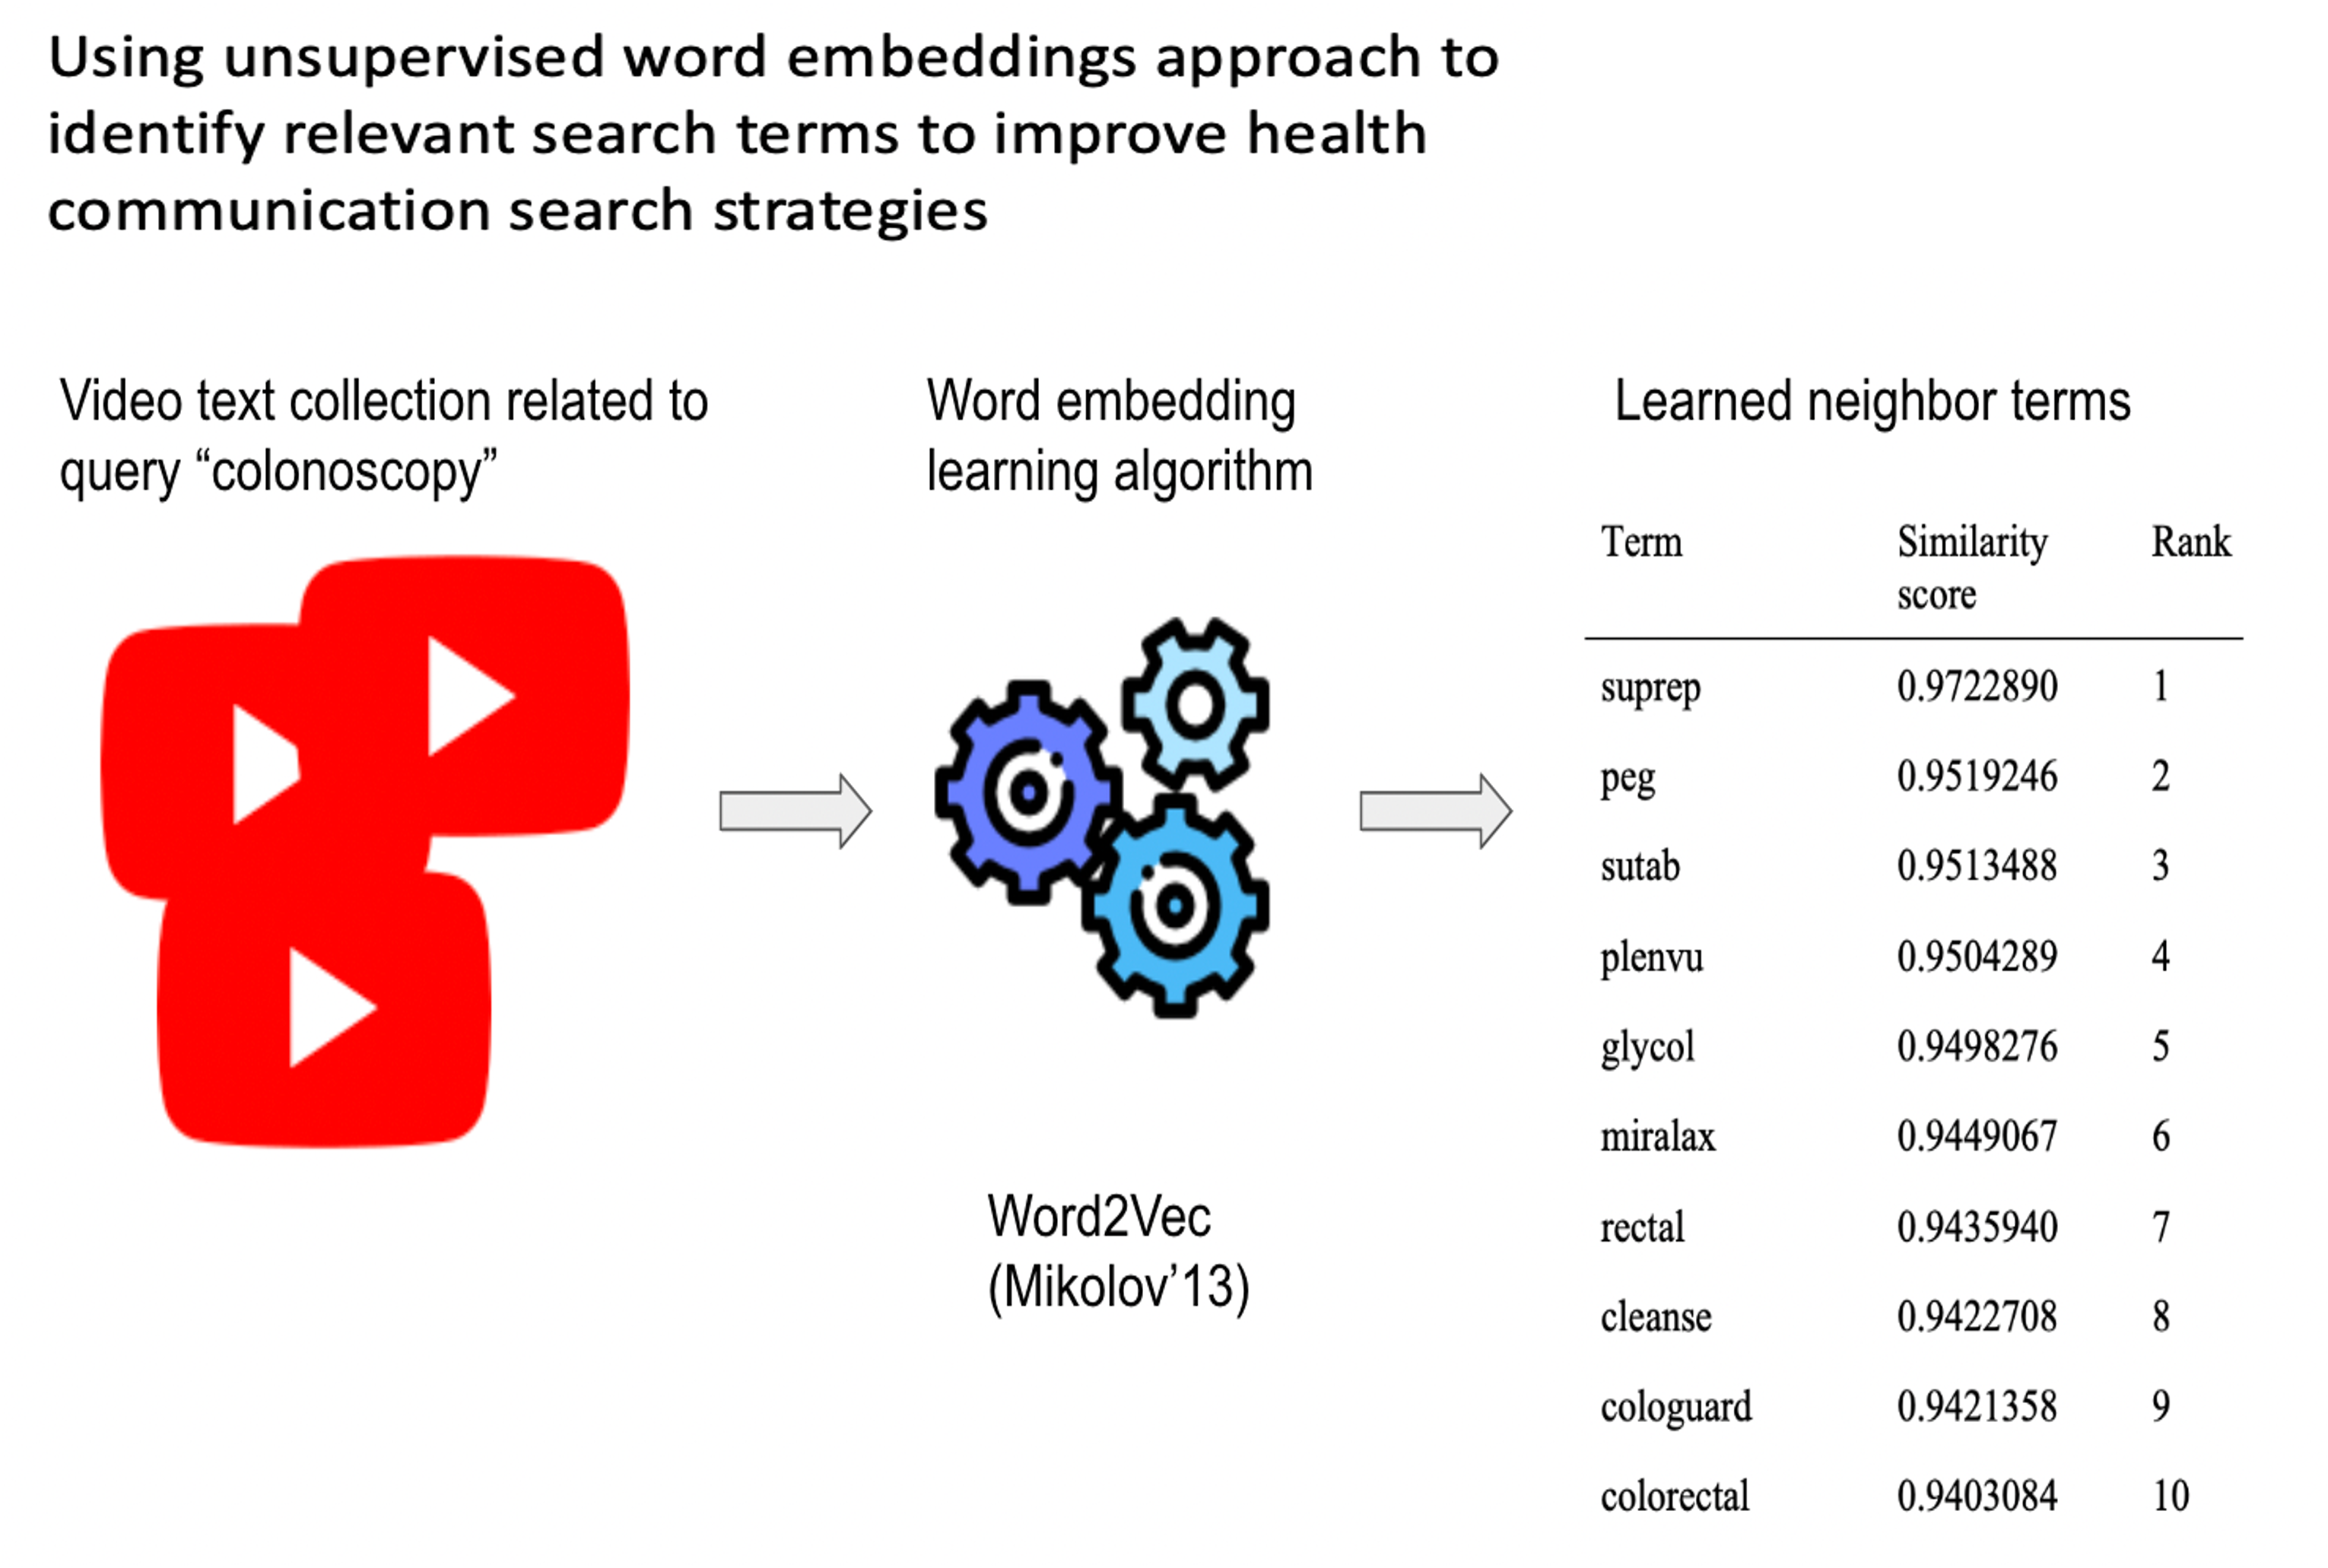 Using unsupervised word embeddings approach to
identify relevant search terms to improve health
communication search strategies
Video text collection related to
query “colonoscopy”
Word embedding
learning algorithm
Word2Vec
(Mikolov’13)
Learned neighbor terms
Term Similarity score Rank
suprep 0.9722890 1
peg 0.9519246 2
sutab 0.9513488 3
plenvu 0.9504289 4
glycol 0.9498276 5
miralax 0.9449067 6
rectal 0.9435940 7
cleanse 0.9422708 8
cologuard 0.9421358 9
colorectal 0.9403084 10